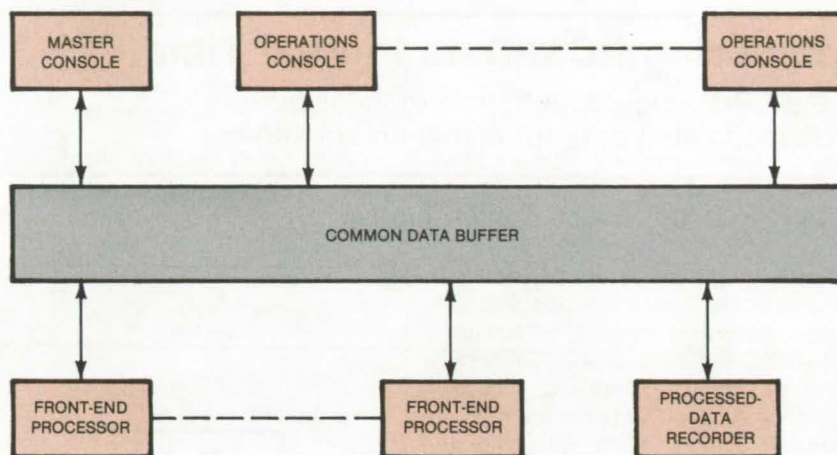 MASTER
CONSOLE
OPERATIONS
CONSOLE
OPERATIONS
CONSOLE
COMMON DATA BUFFER
FRONT-END
PROCESSOR
FRONT-END
PROCESSOR
PROCESSED-
DATA
RECORDER